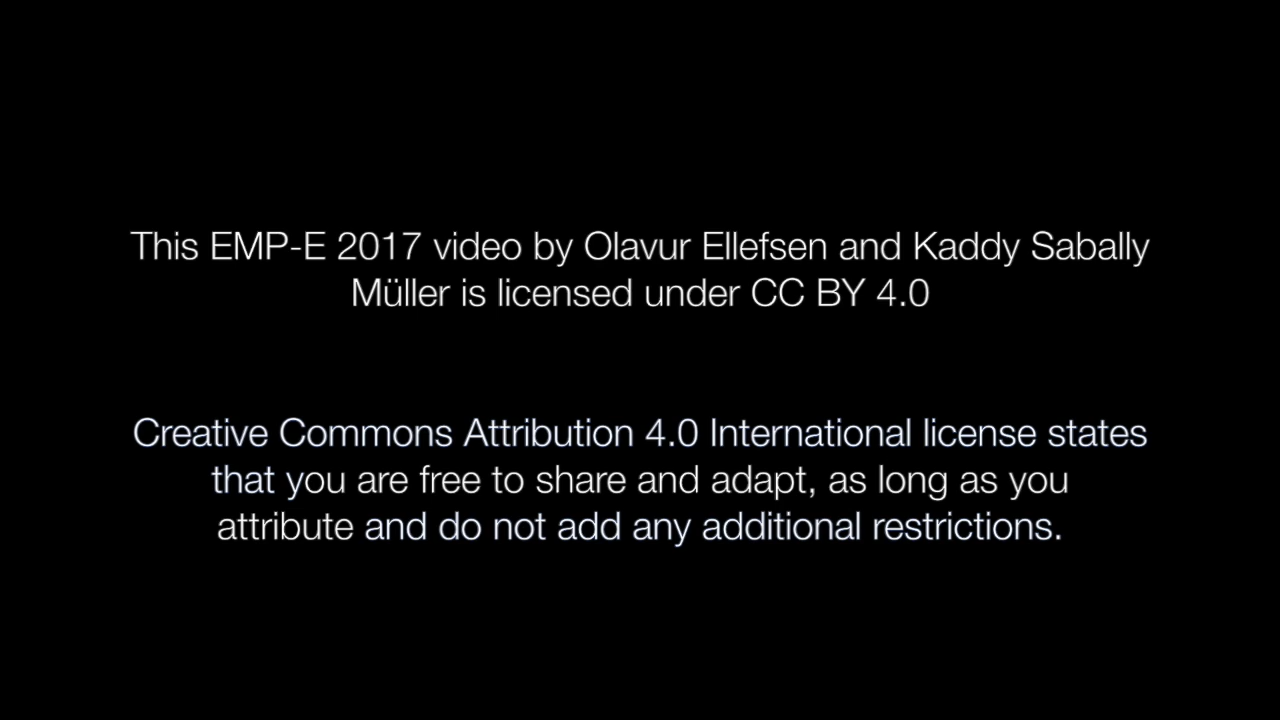 This EMP-E 2017 video by Olavur Ellefsen and Kaddy Sabally
Müller is licensed under CC BY 4.0
Creative Commons Attribution 4.0 International license states
that you are free to share and adapt, as long as you
attribute and do not add any additional restrictions.